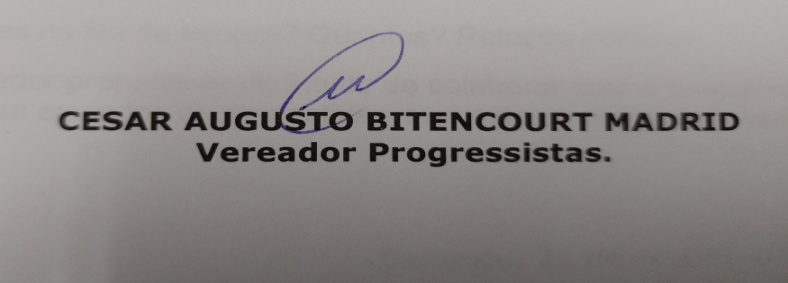 CESAR AUGUSTO BITENCOURT MADRID
Vereador Progressistas.